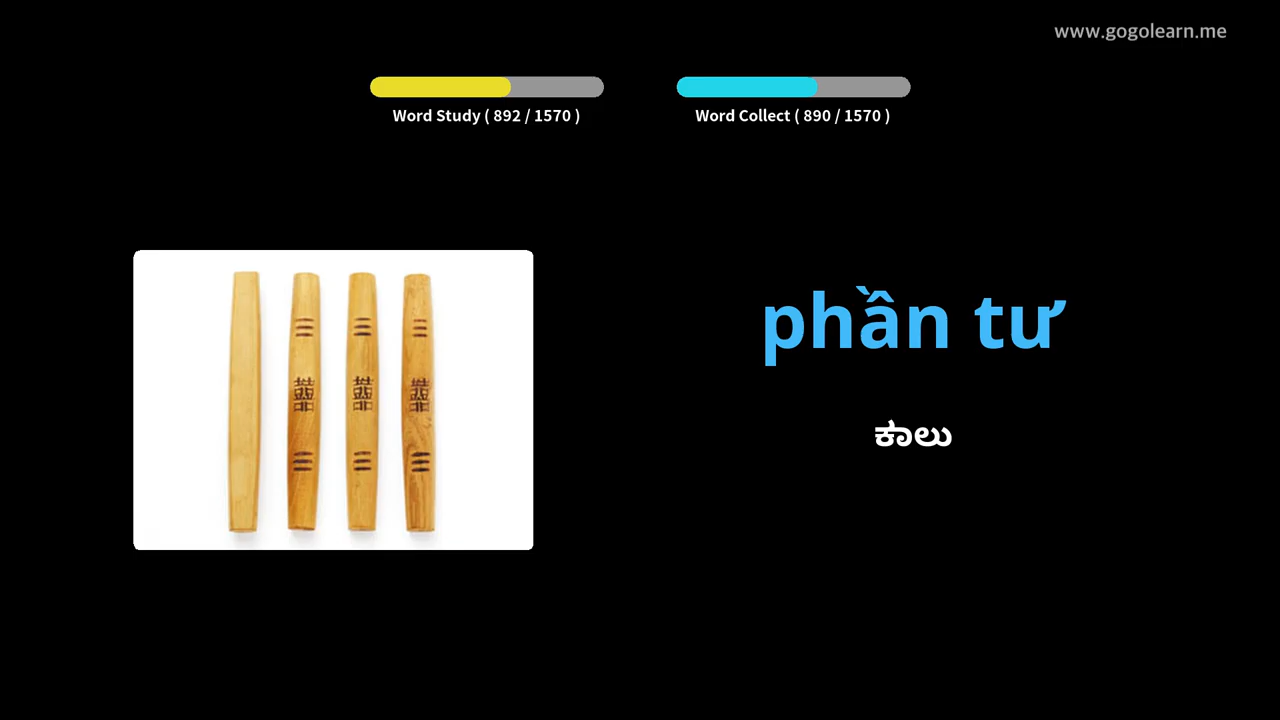 www.gogolearn.me
Word Study ( 892 / 1570 )
Word Collect ( 890 / 1570 )
phần tư
ಕಾಲು